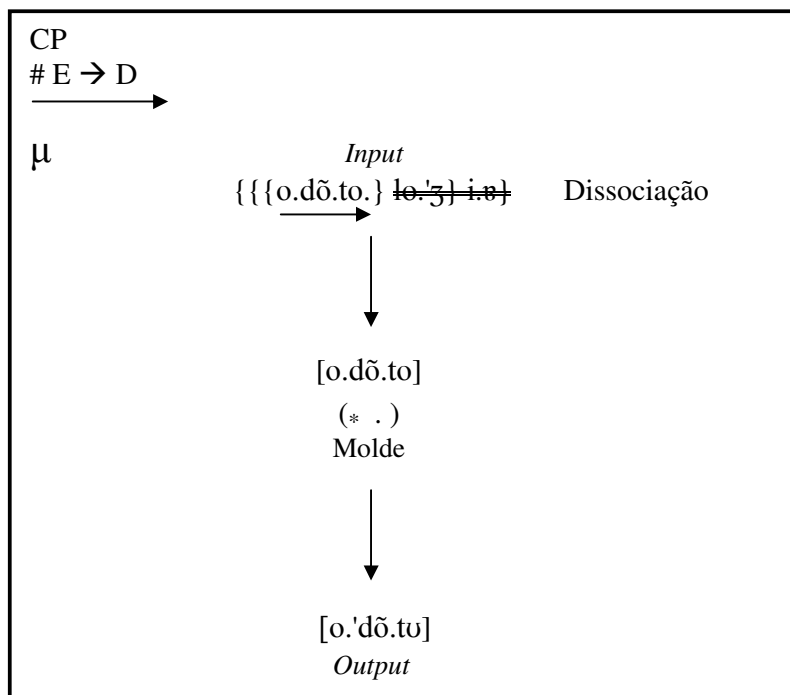 CP
# E → D
μ
Input
{{{o.dõ.to.} lo.'ʒ} i.ɐ} Dissociação
[o.dõ.to]
(* . )
Molde
[o.'dõ.tʊ]
Output